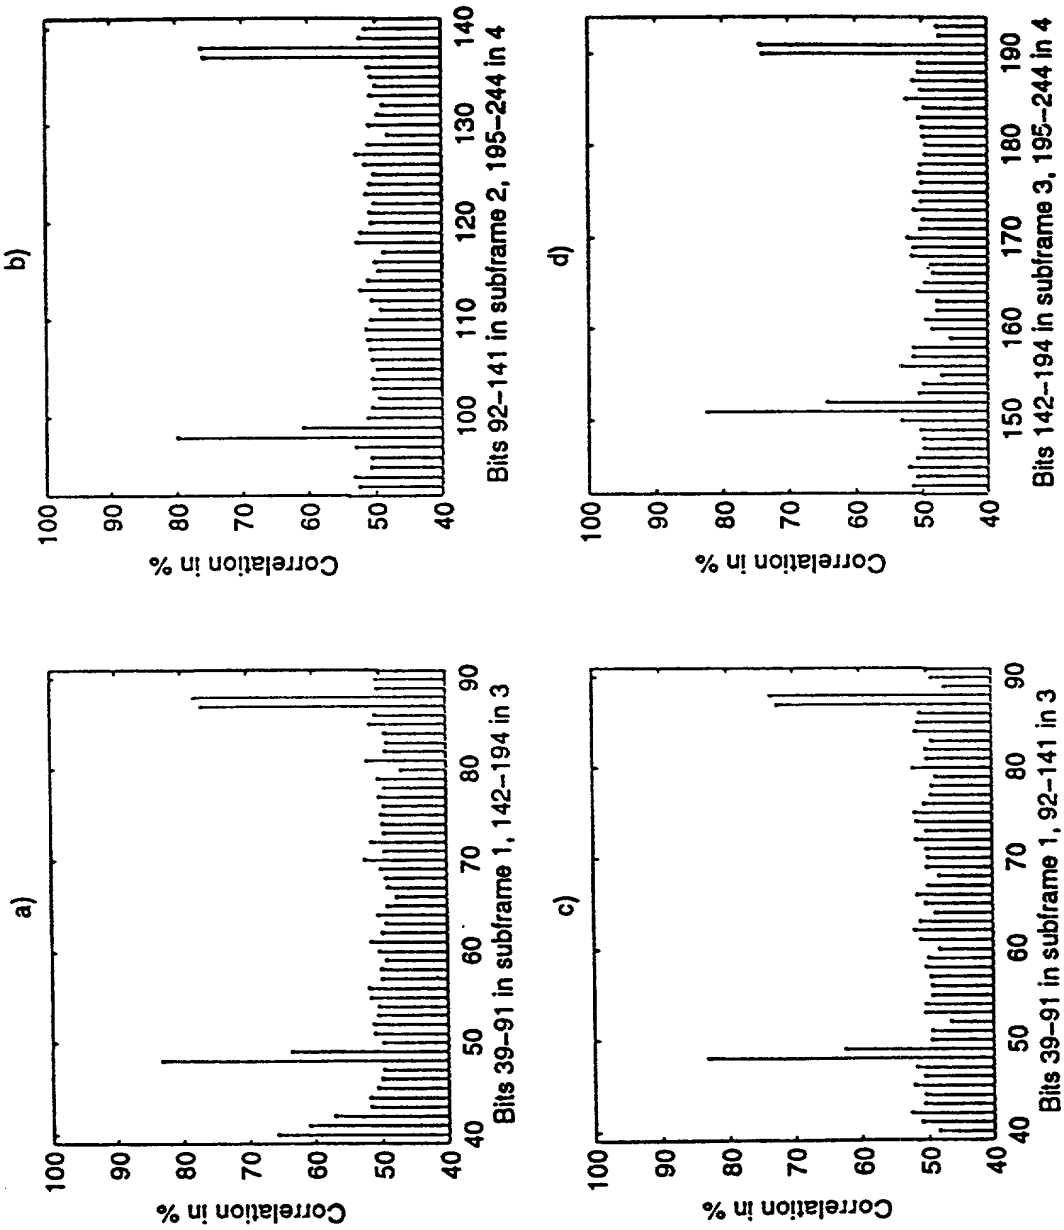 a)
100
90
80
70
60
50
40
Correlation in %
40 50 60 70 80 90
Bits 39–91 in subframe 1, 142–194 in 3
b)
100
90
80
70
60
50
40
Correlation in %
100 110 120 130 140
Bits 92–141 in subframe 2, 195–244 in 4
c)
100
90
80
70
60
50
40
Correlation in %
40 50 60 70 80 90
Bits 39–91 in subframe 1, 92–141 in 3
d)
100
90
80
70
60
50
40
Correlation in %
150 160 170 180 190
Bits 142–194 in subframe 3, 195–244 in 4